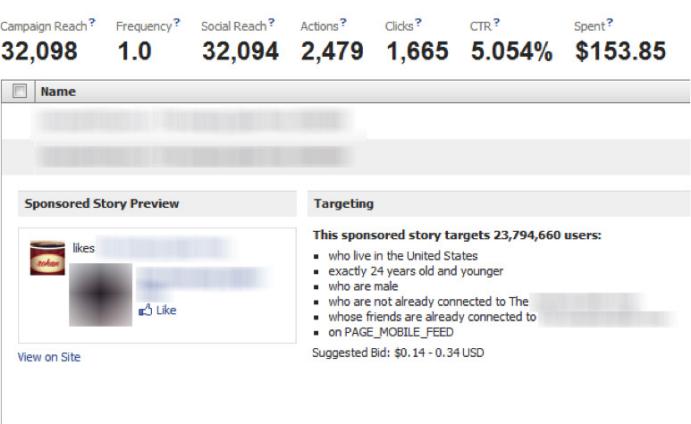 Campaign Reach? Frequency? Social Reach? Actions? Clicks? CTR? Spent?
32,098 1.0 32,094 2,479 1,665 5.054% $153.85
Name
Sponsored Story Preview
likes
Like
View on Site
Targeting
This sponsored story targets 23,794,660 users:
who live in the United States
exactly 24 years old and younger
who are male
who are not already connected to The
whose friends are already connected to
on PAGE_MOBILE_FEED
Suggested Bid: $0.14 - 0.34 USD